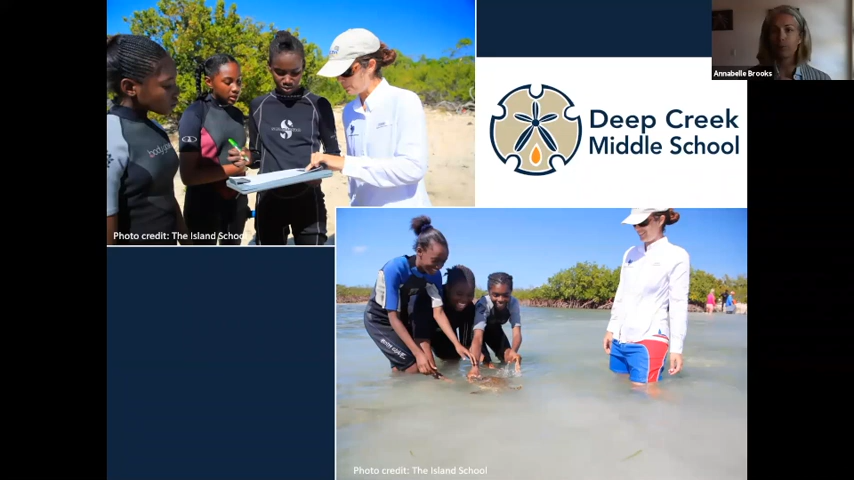 Annabelle Brooks
Deep Creek
Middle School
Photo credit: The Island School
Photo credit: The Island School